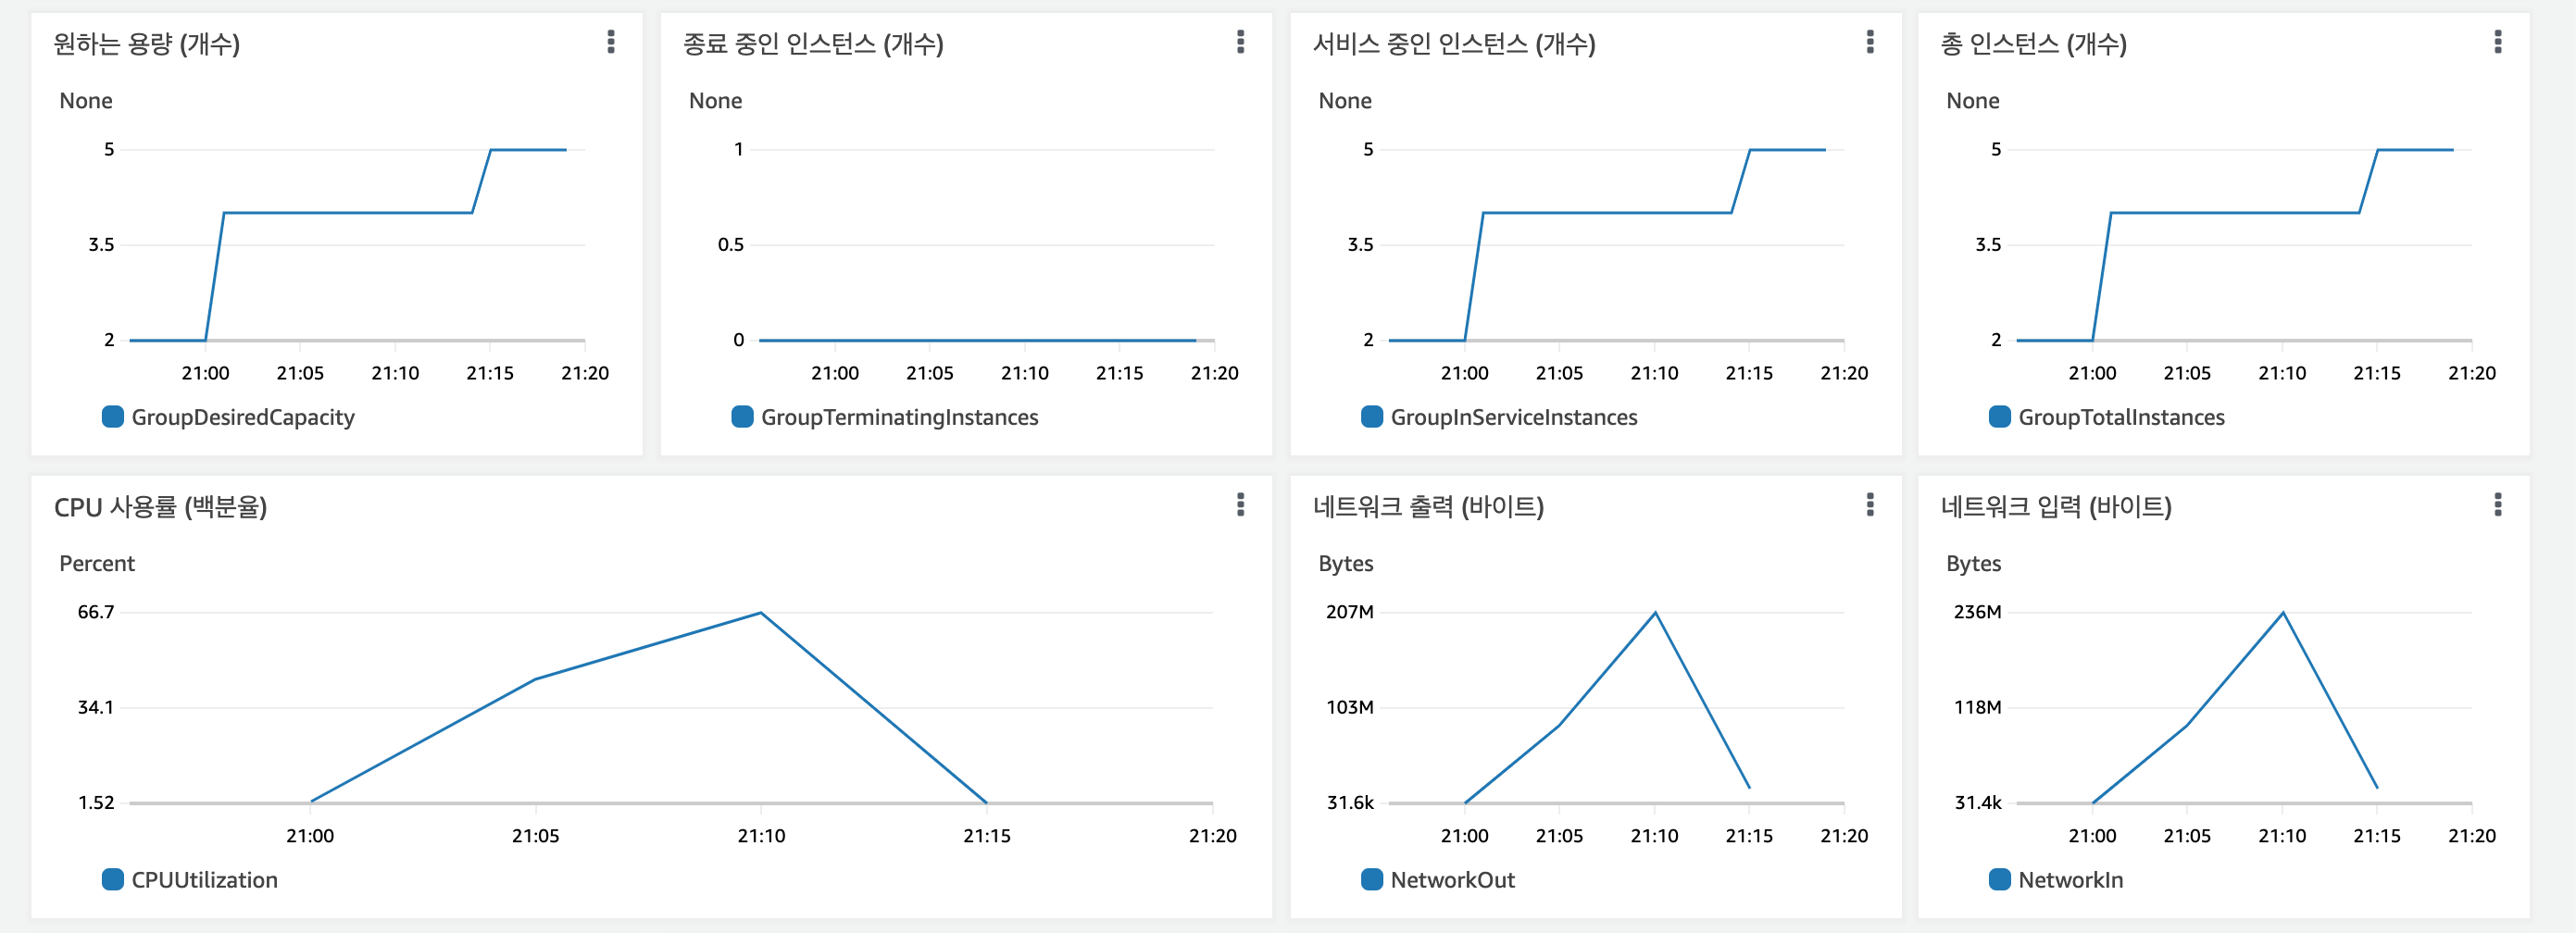 원하는 용량 (개수)
None
5
3.5
2
21:00 21:05 21:10 21:15 21:20
GroupDesiredCapacity
종료 중인 인스턴스 (개수)
None
1
0.5
0
21:00 21:05 21:10 21:15 21:20
GroupTerminatingInstances
서비스 중인 인스턴스 (개수)
None
5
3.5
2
21:00 21:05 21:10 21:15 21:20
GroupInServiceInstances
총 인스턴스 (개수)
None
5
3.5
2
21:00 21:05 21:10 21:15 21:20
GroupTotalInstances
CPU 사용률 (백분율)
Percent
66.7
34.1
1.52
21:00 21:05 21:10 21:15 21:20
CPUUtilization
네트워크 출력 (바이트)
Bytes
207M
103M
31.6k
21:00 21:05 21:10 21:15 21:20
NetworkOut
네트워크 입력 (바이트)
Bytes
236M
118M
31.4k
21:00 21:05 21:10 21:15 21:20
NetworkIn